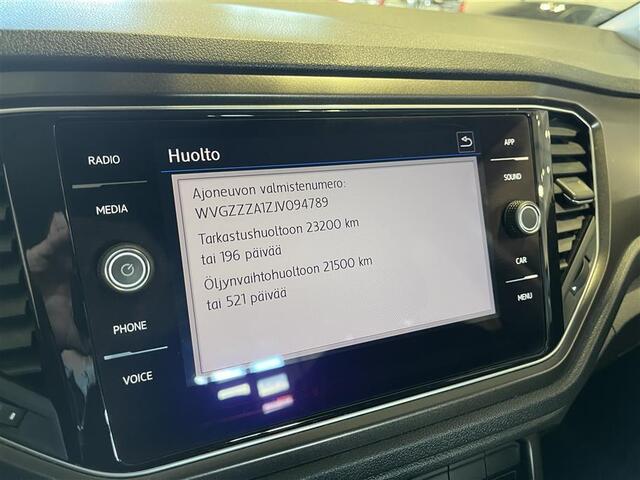 RADIO
MEDIA
PHONE
VOICE
Huolto
Ajoneuvon valmistenumero:
WVGZZZA1ZJV094789
Tarkastushuoltoon 23200 km
tai 196 päivää
Öljynvaihtohuoltoon 21500 km
tai 521 päivää
APP
SOUND
CAR
MENU